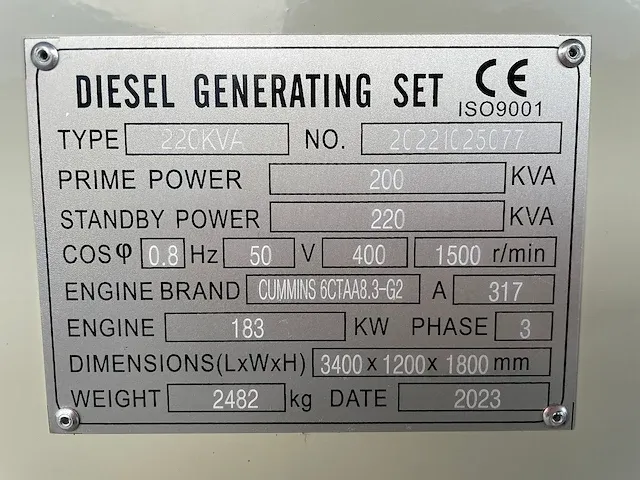 DIESEL GENERATING SET CE
ISO9001
TYPE 220KVA NO. 20221025077
PRIME POWER 200 KVA
STANDBY POWER 220 KVA
COSφ 0.8 Hz 50 V 400 1500 r/min
ENGINE BRAND CUMMINS 6CTAA8.3-G2 A 317
ENGINE 183 KW PHASE 3
DIMENSIONS(LxWxH) 3400 x 1200 x 1800 mm
WEIGHT 2482 kg DATE 2023